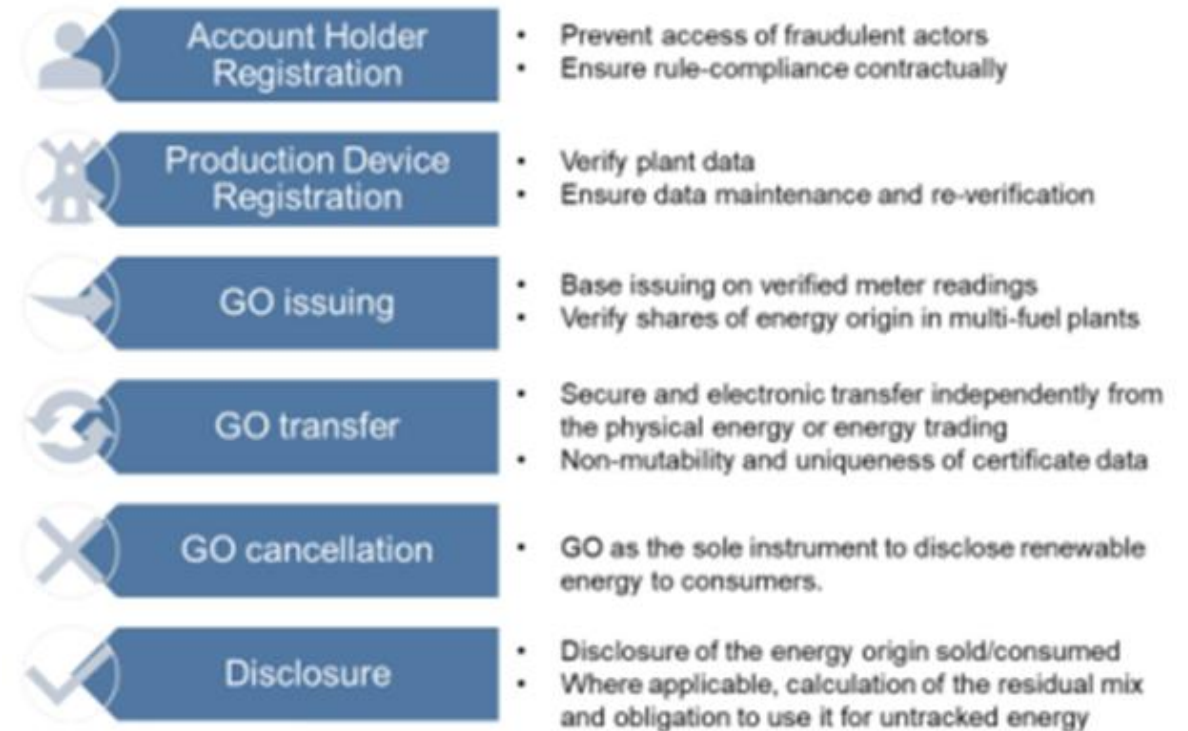 Account Holder
Registration
• Prevent access of fraudulent actors
• Ensure rule-compliance contractually
Production Device
Registration
• Verify plant data
• Ensure data maintenance and re-verification
GO issuing
• Base issuing on verified meter readings
• Verify shares of energy origin in multi-fuel plants
GO transfer
• Secure and electronic transfer independently from
the physical energy or energy trading
• Non-mutability and uniqueness of certificate data
GO cancellation
• GO as the sole instrument to disclose renewable
energy to consumers.
Disclosure
• Disclosure of the energy origin sold/consumed
• Where applicable, calculation of the residual mix
and obligation to use it for untracked energy